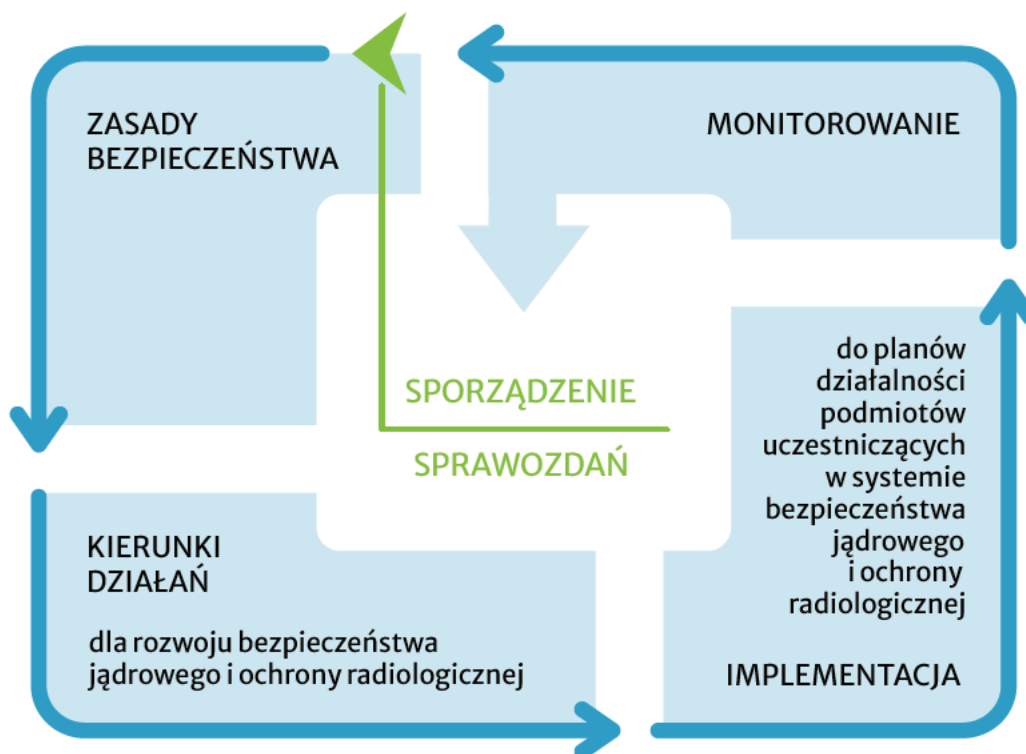 ZASADY
BEZPIECZEŃSTWA
MONITOROWANIE
SPORZĄDZENIE
SPRAWOZDAŃ
KIERUNKI
DZIAŁAŃ
dla rozwoju bezpieczeństwa
jądrowego i ochrony radiologicznej
do planów
działalności
podmiotów
uczestniczących
w systemie
bezpieczeństwa
jądrowego
i ochrony
radiologicznej
IMPLEMENTACJA